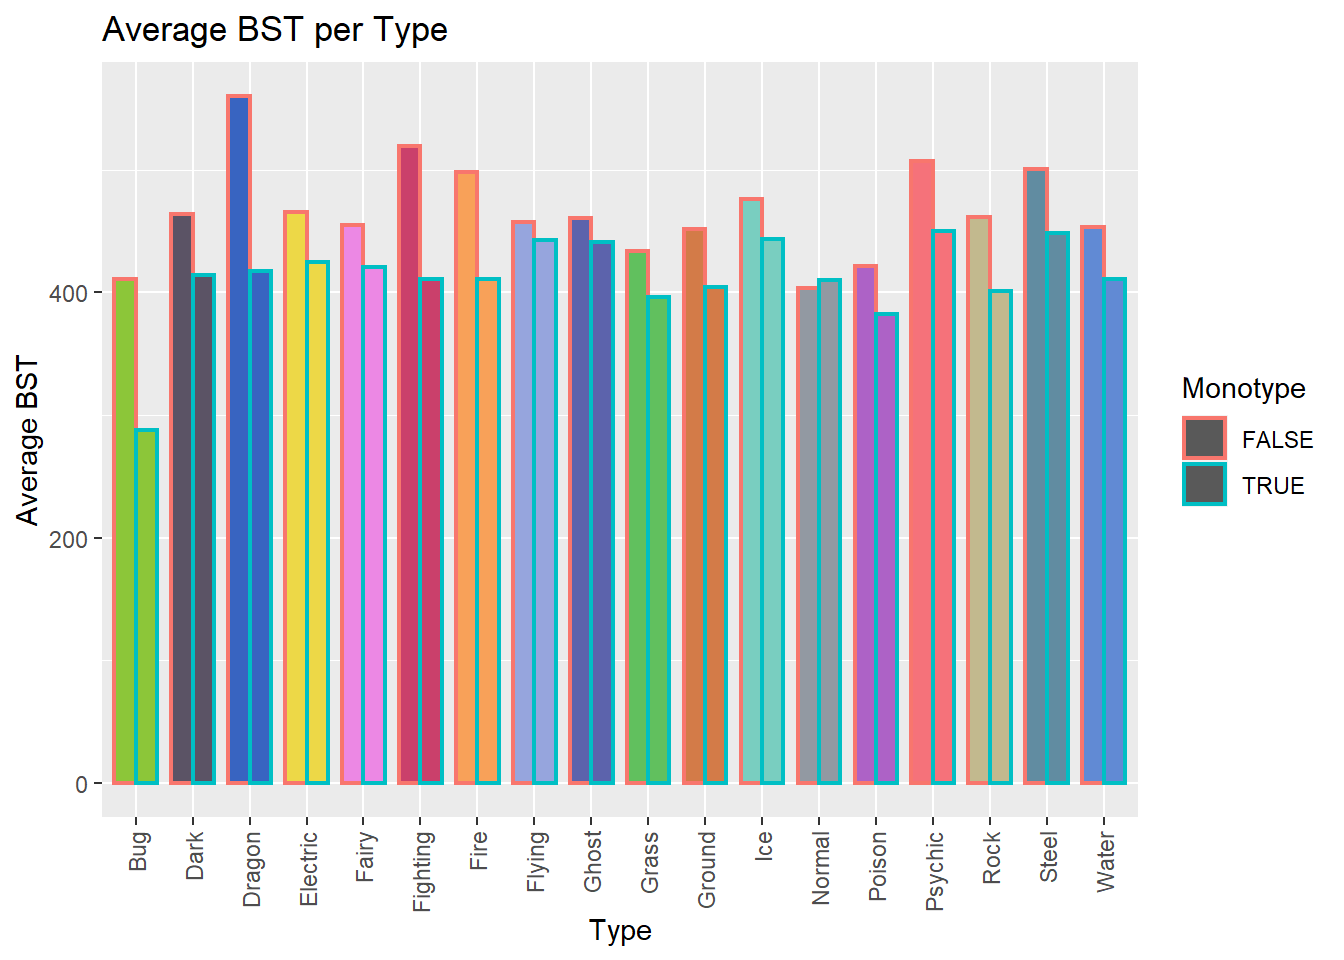 Average BST per Type
Average BST
400
200
0
Bug
Dark
Dragon
Electric
Fairy
Fighting
Fire
Flying
Ghost
Grass
Ground
Ice
Normal
Poison
Psychic
Rock
Steel
Water
Type
Monotype
FALSE
TRUE